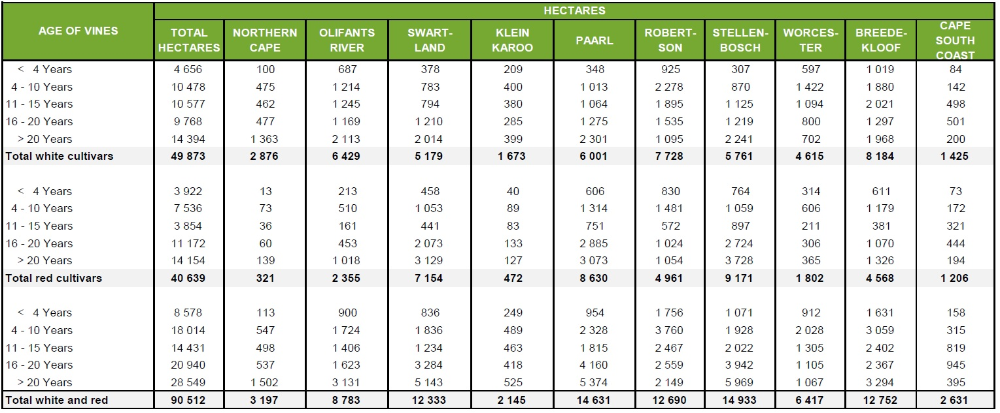 HECTARES
AGE OF VINES TOTAL HECTARES NORTHERN CAPE OLIFANTS RIVER SWART-LAND KLEIN KAROO PAARL ROBERT-SON STELLEN-BOSCH WORCES-TER BREEDE-KLOOF CAPE SOUTH COAST
< 4 Years 4 656 100 687 378 209 348 925 307 597 1 019 84
4 - 10 Years 10 478 475 1 214 783 400 1 013 2 278 870 1 422 1 880 142
11 - 15 Years 10 577 462 1 245 794 380 1 064 1 895 1 125 1 094 2 021 498
16 - 20 Years 9 768 477 1 169 1 210 285 1 275 1 535 1 219 800 1 297 501
> 20 Years 14 394 1 363 2 113 2 014 399 2 301 1 095 2 241 702 1 968 200
Total white cultivars 49 873 2 876 6 429 5 179 1 673 6 001 7 728 5 761 4 615 8 184 1 425
< 4 Years 3 922 13 213 458 40 606 830 764 314 611 73
4 - 10 Years 7 536 73 510 1 053 89 1 314 1 481 1 059 606 1 179 172
11 - 15 Years 3 854 36 161 441 83 751 572 897 211 381 321
16 - 20 Years 11 172 60 453 2 073 133 2 885 1 024 2 724 306 1 070 444
> 20 Years 14 154 139 1 018 3 129 127 3 073 1 054 3 728 365 1 326 194
Total red cultivars 40 639 321 2 355 7 154 472 8 630 4 961 9 171 1 802 4 568 1 206
< 4 Years 8 578 113 900 836 249 954 1 756 1 071 912 1 631 158
4 - 10 Years 18 014 547 1 724 1 836 489 2 328 3 760 1 928 2 028 3 059 315
11 - 15 Years 14 431 498 1 406 1 234 463 1 815 2 467 2 022 1 305 2 402 819
16 - 20 Years 20 940 537 1 623 3 284 418 4 160 2 559 3 942 1 105 2 367 945
> 20 Years 28 549 1 502 3 131 5 143 525 5 374 2 149 5 969 1 067 3 294 395
Total white and red 90 512 3 197 8 783 12 333 2 145 14 631 12 690 14 933 6 417 12 752 2 631